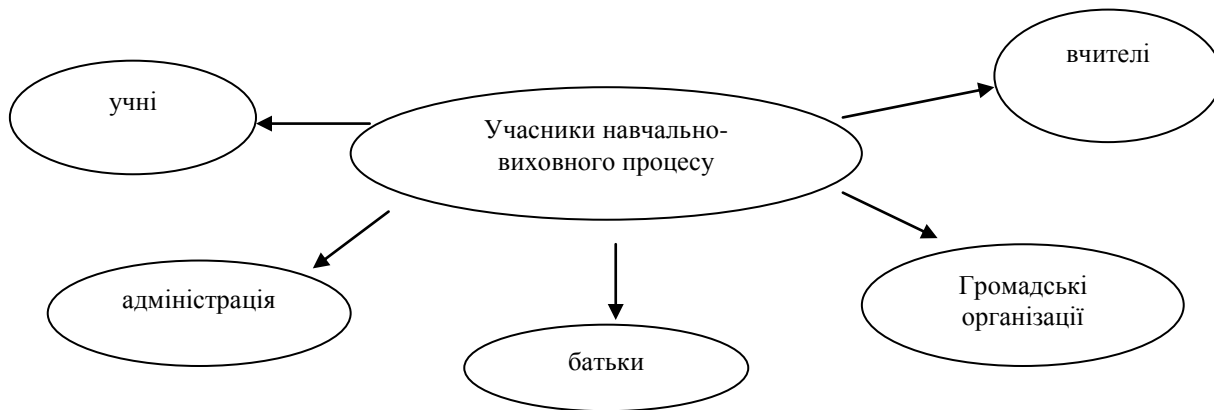 вчителі
учні
Учасники навчально-
виховного процесу
адміністрація
Громадські
організації
батьки